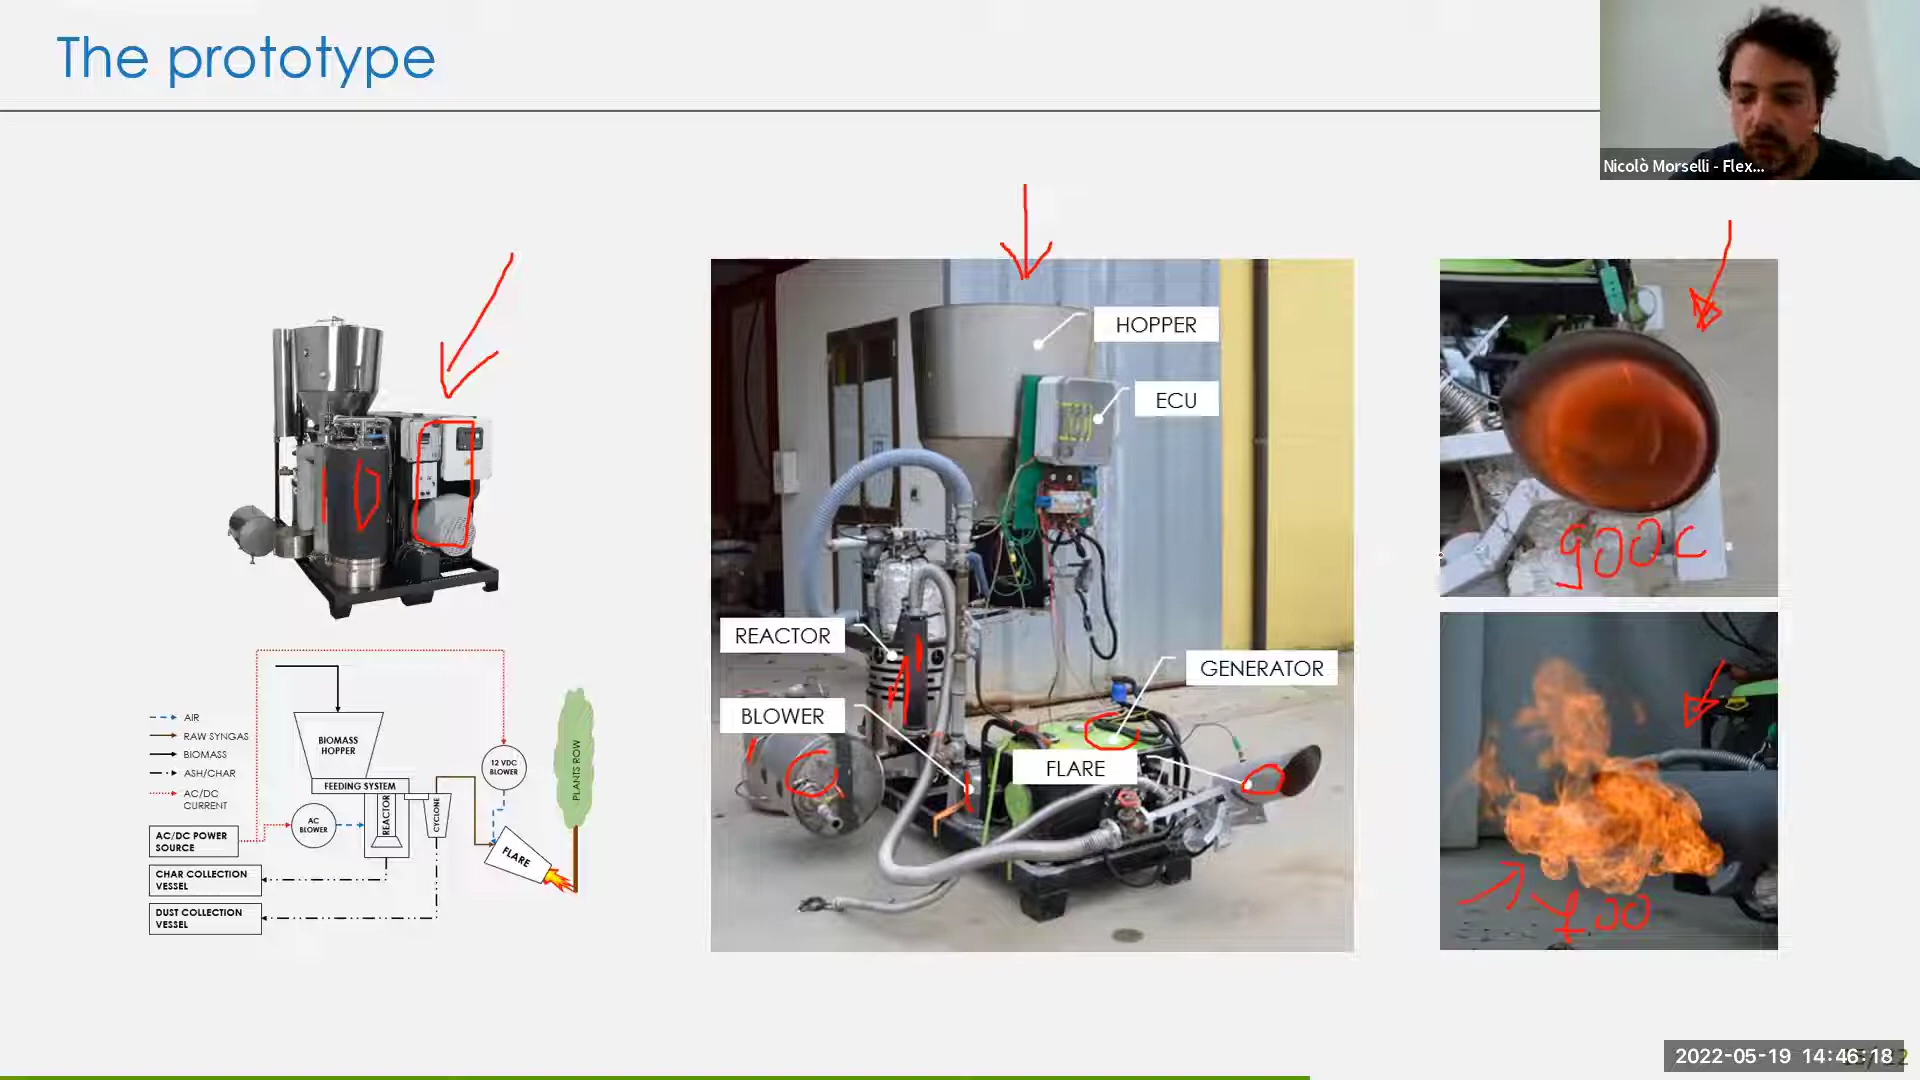 The prototype
Nicolò Morselli - Flex...
HOPPER
ECU
REACTOR
BLOWER
GENERATOR
FLARE
900c
700
AIR
RAW SYNGAS
BIOMASS
ASH/CHAR
AC/DC
CURRENT
BIOMASS
HOPPER
FEEDING SYSTEM
REACTOR
CYCLONE
AC
BLOWER
12 VDC
BLOWER
FLARE
PLANTS ROW
AC/DC POWER
SOURCE
CHAR COLLECTION
VESSEL
DUST COLLECTION
VESSEL
2022-05-19 14:46:18